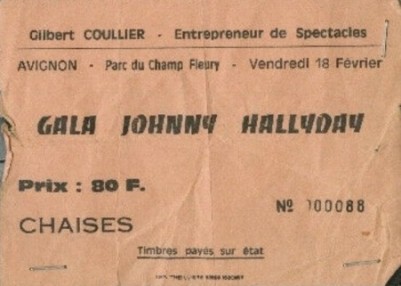 Gilbert COULLIER - Entrepreneur de Spectacles
AVIGNON - Parc du Champ Fleury - Vendredi 18 Février
GALA JOHNNY HALLYDAY
Prix : 80 F.
Nº 000088
CHAISES
Timbres payés sur état